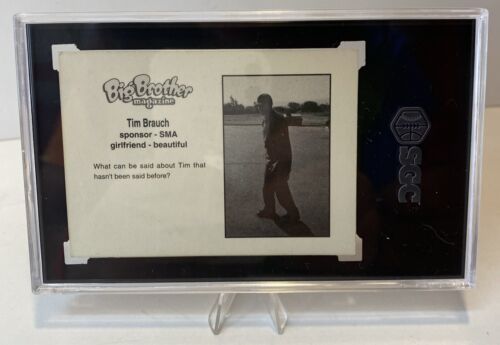 Big Brother
magazine
Tim Brauch
sponsor - SMA
girlfriend - beautiful
What can be said about Tim that
hasn't been said before?
SGC